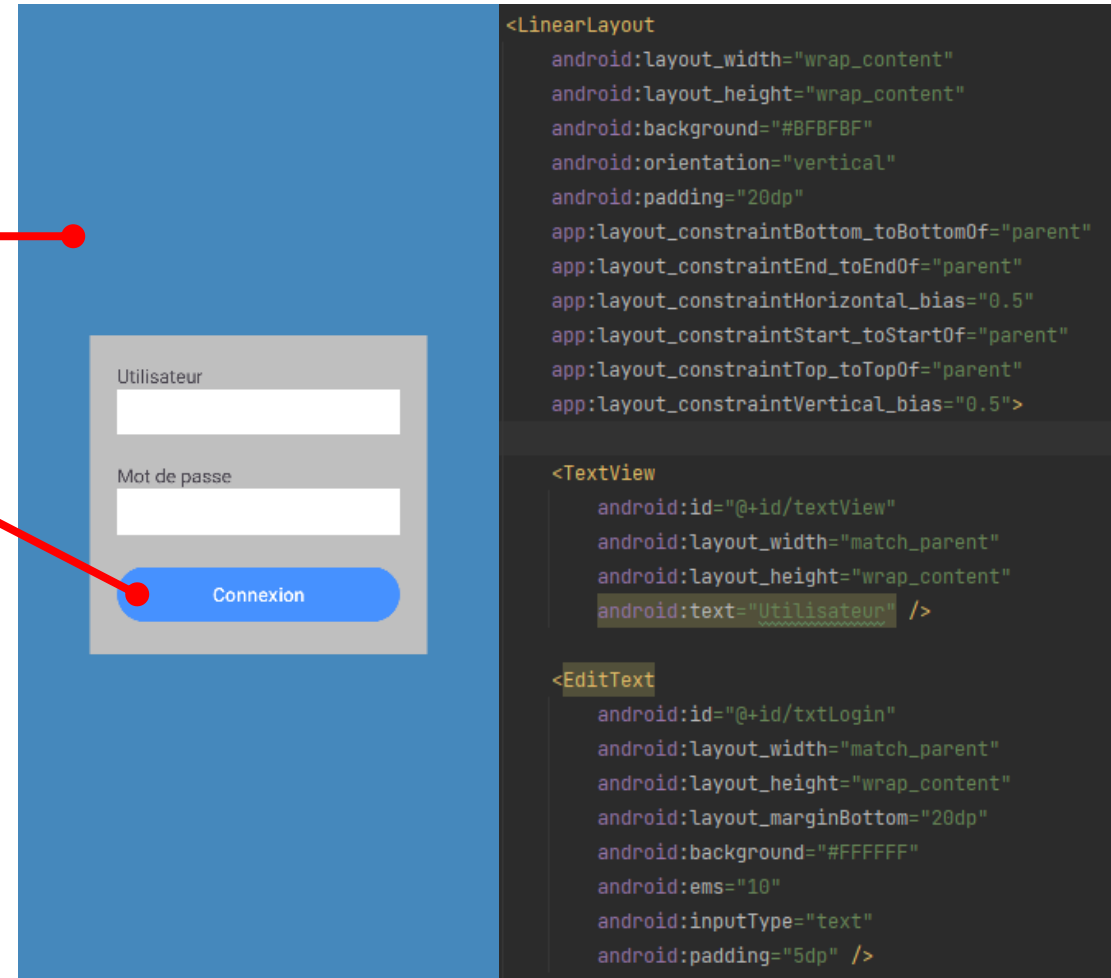 Utilisateur
Mot de passe
Connexion
<LinearLayout
android:layout_width="wrap_content"
android:layout_height="wrap_content"
android:background="#BFBFBF"
android:orientation="vertical"
android:padding="20dp"
app:layout_constraintBottom_toBottomOf="parent"
app:layout_constraintEnd_toEndOf="parent"
app:layout_constraintHorizontal_bias="0.5"
app:layout_constraintStart_toStartOf="parent"
app:layout_constraintTop_toTopOf="parent"
app:layout_constraintVertical_bias="0.5">
<TextView
android:id="@+id/textView"
android:layout_width="match_parent"
android:layout_height="wrap_content"
android:text="Utilisateur" />
<EditText
android:id="@+id/txtLogin"
android:layout_width="match_parent"
android:layout_height="wrap_content"
android:layout_marginBottom="20dp"
android:background="#FFFFFF"
android:ems="10"
android:inputType="text"
android:padding="5dp" />